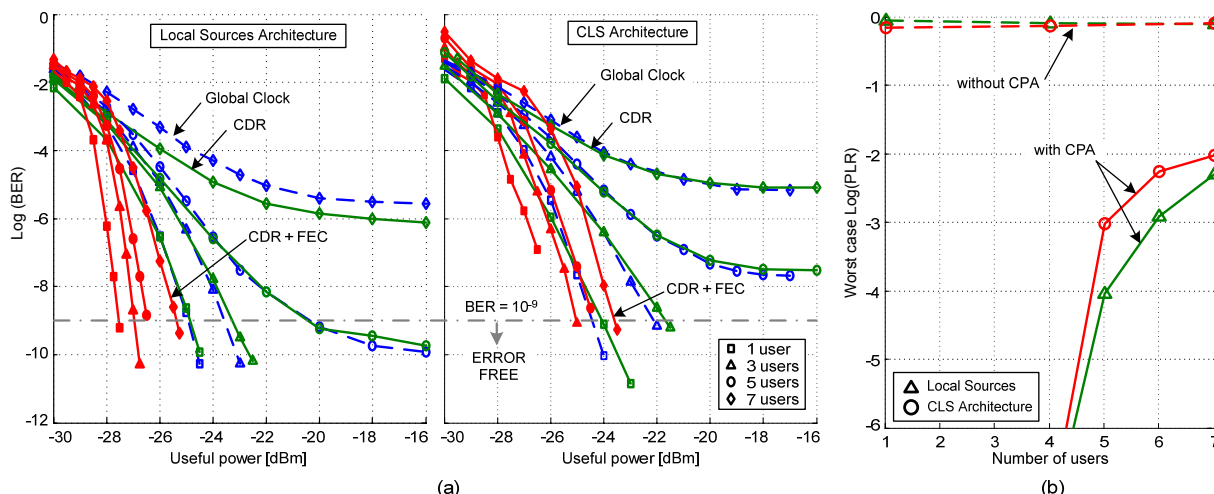 Local Sources Architecture
CLS Architecture
Global Clock
CDR
CDR + FEC
Global Clock
CDR
CDR + FEC
BER = 10⁻⁹
ERROR
FREE
1 user
3 users
5 users
7 users
Log (BER)
0
-2
-4
-6
-8
-10
-12
-30 -28 -26 -24 -22 -20 -18 -16
Useful power [dBm]
-30 -28 -26 -24 -22 -20 -18 -16
Useful power [dBm]
(a)
Worst case Log(PLR)
0
-1
-2
-3
-4
-5
-6
without CPA
with CPA
Local Sources
CLS Architecture
1 2 3 4 5 6 7
Number of users
(b)